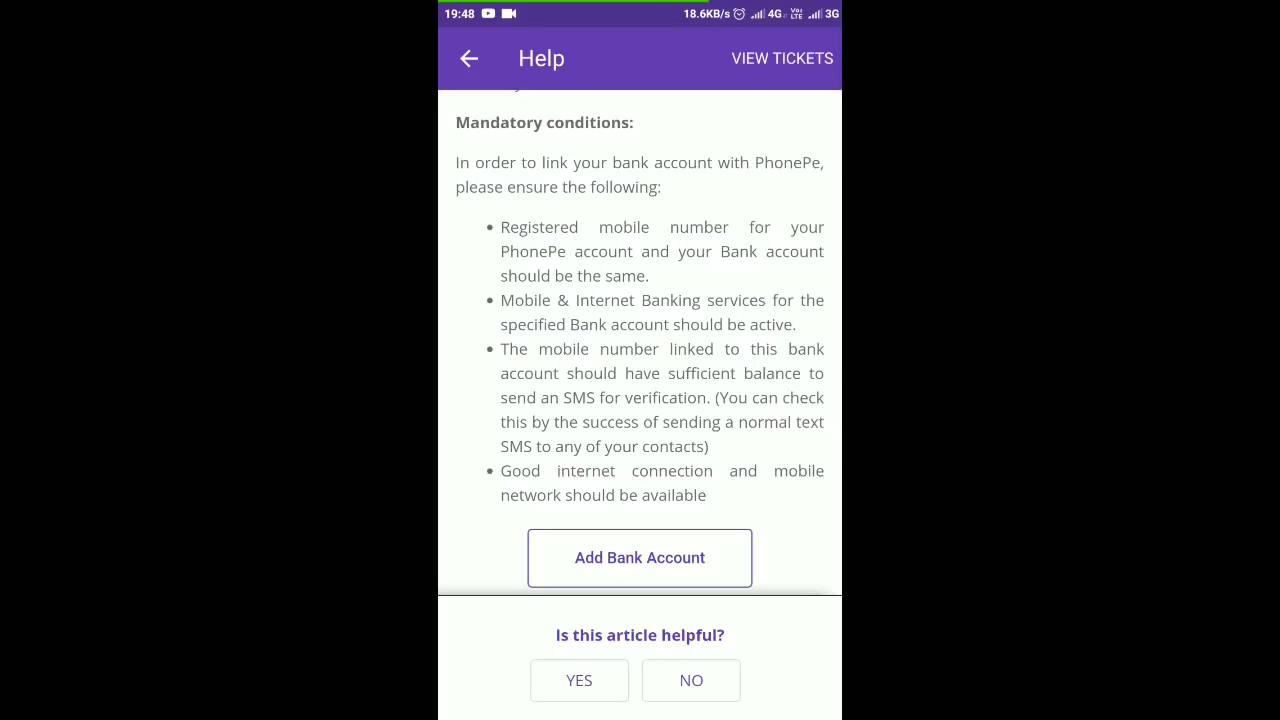 19:48 18.6KB/s 4G VoLTE 3G
Help VIEW TICKETS
Mandatory conditions:
In order to link your bank account with PhonePe,
please ensure the following:
Registered mobile number for your
PhonePe account and your Bank account
should be the same.
Mobile & Internet Banking services for the
specified Bank account should be active.
The mobile number linked to this bank
account should have sufficient balance to
send an SMS for verification. (You can check
this by the success of sending a normal text
SMS to any of your contacts)
Good internet connection and mobile
network should be available
Add Bank Account
Is this article helpful?
YES NO